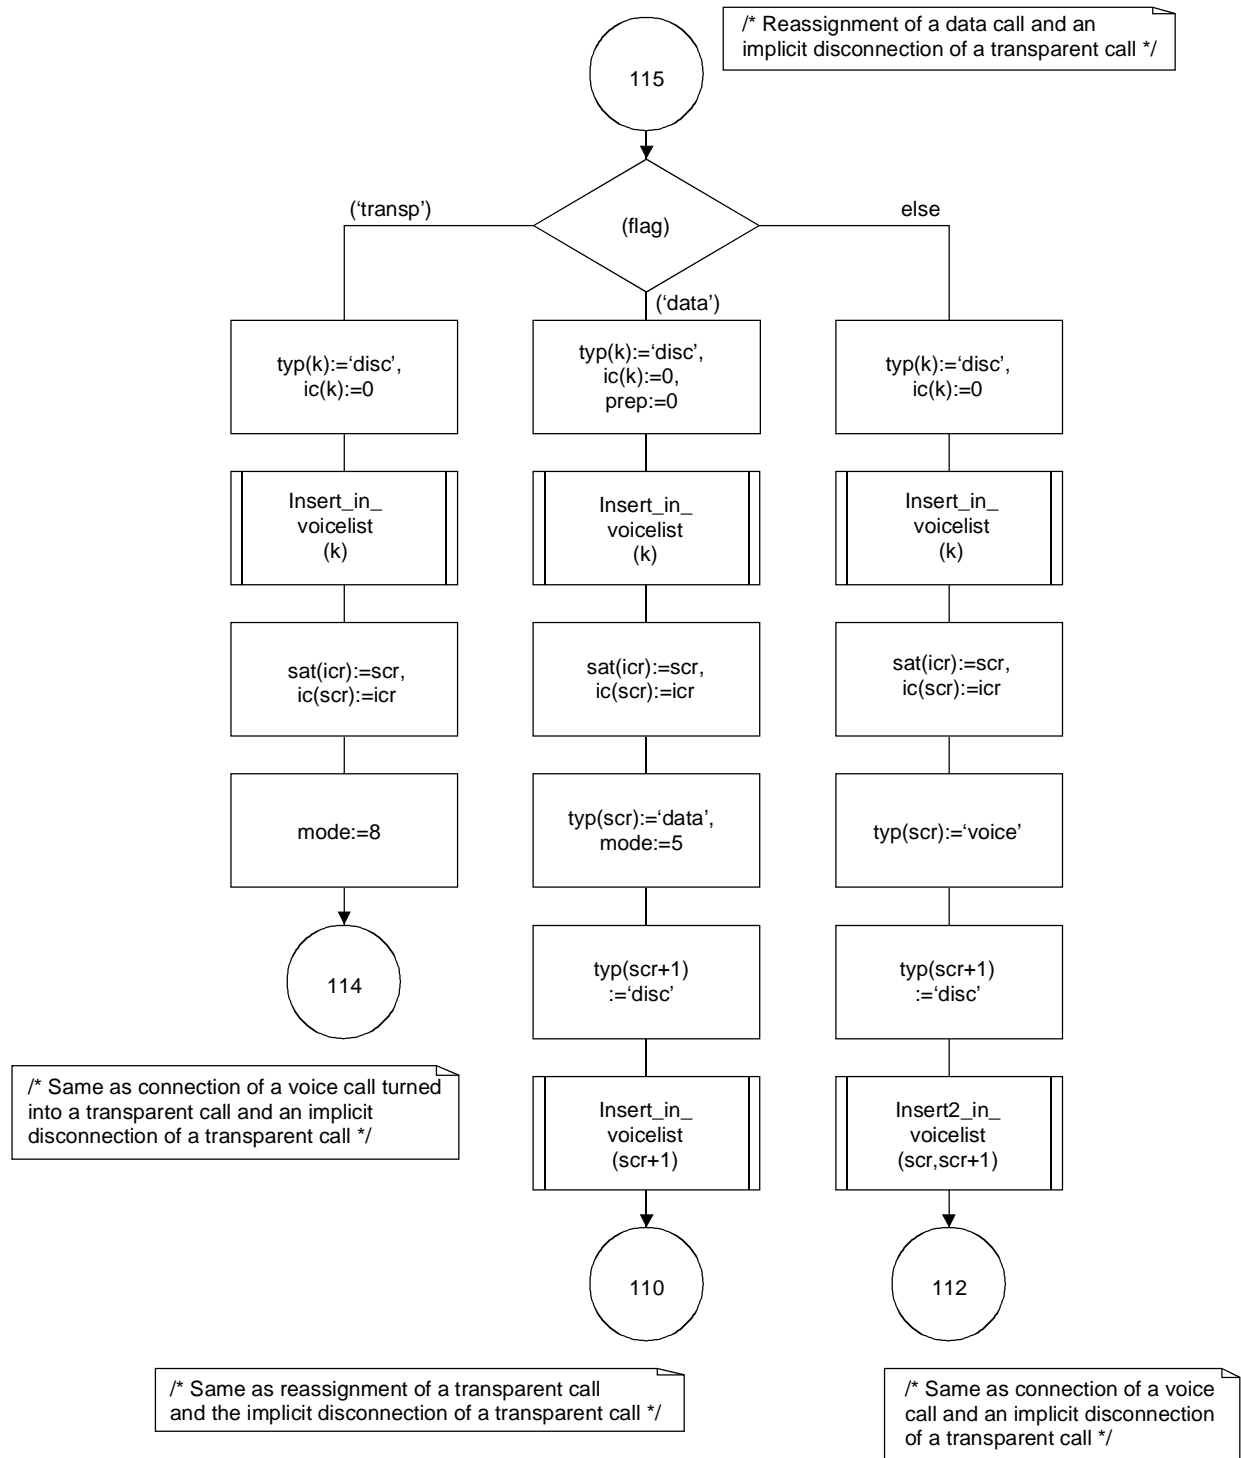 /* Reassignment of a data call and an
implicit disconnection of a transparent call */
115
(‘transp’)
(flag)
else
(‘data’)
typ(k):=‘disc’,
ic(k):=0
typ(k):=‘disc’,
ic(k):=0,
prep:=0
typ(k):=‘disc’,
ic(k):=0
Insert_in_
voicelist
(k)
Insert_in_
voicelist
(k)
Insert_in_
voicelist
(k)
sat(icr):=scr,
ic(scr):=icr
sat(icr):=scr,
ic(scr):=icr
sat(icr):=scr,
ic(scr):=icr
mode:=8
typ(scr):=‘data’,
mode:=5
typ(scr):=‘voice’
114
typ(scr+1)
:=‘disc’
typ(scr+1)
:=‘disc’
/* Same as connection of a voice call turned
into a transparent call and an implicit
disconnection of a transparent call */
Insert_in_
voicelist
(scr+1)
Insert2_in_
voicelist
(scr,scr+1)
110
112
/* Same as reassignment of a transparent call
and the implicit disconnection of a transparent call */
/* Same as connection of a voice
call and an implicit disconnection
of a transparent call */